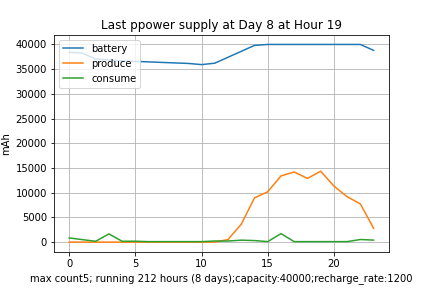 Last ppower supply at Day 8 at Hour 19
40000
35000
30000
25000
20000
15000
10000
5000
0
mAh
battery
produce
consume
0 5 10 15 20
max count5; running 212 hours (8 days);capacity:40000;recharge_rate:1200